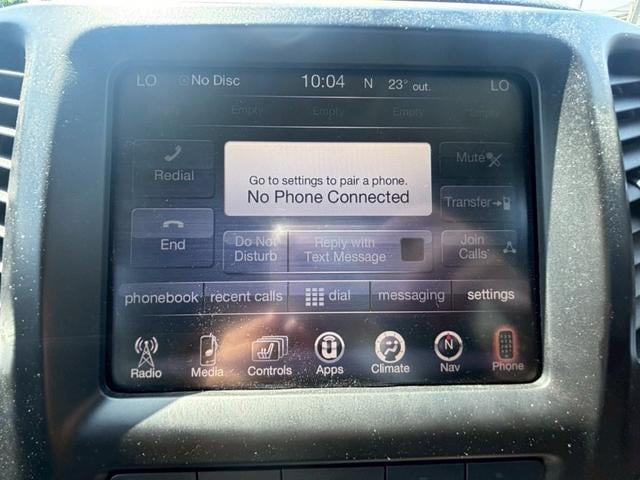 LO No Disc 10:04 N 23° out. LO
Empty Empty Empty Empty Empty
Redial
Go to settings to pair a phone.
No Phone Connected
Mute
Transfer
End
Do Not
Disturb
Reply with
Text Message
Join
Calls
phonebook recent calls dial messaging settings
Radio Media Controls Apps Climate Nav Phone
N